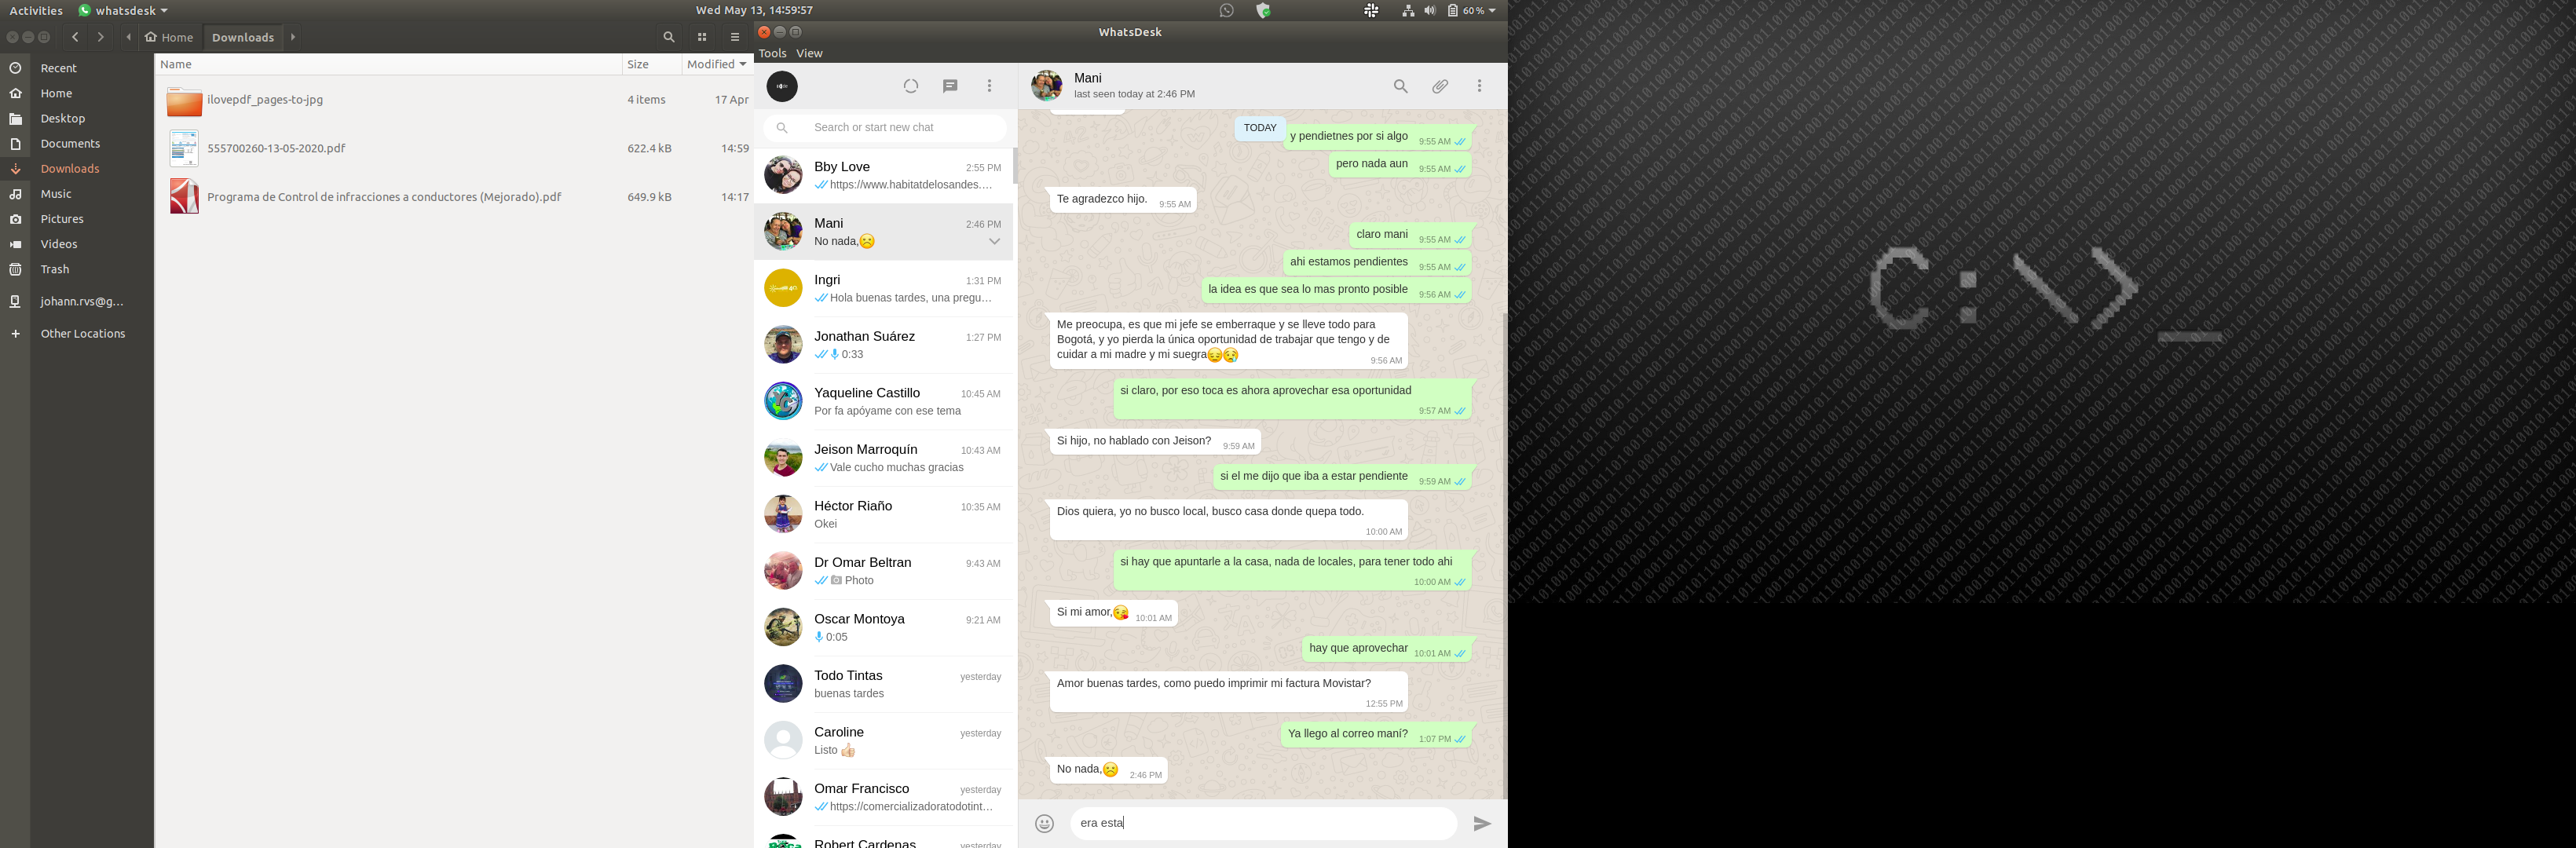 Activities
whatsdesk
Wed May 13, 14:59:57
60 %
Home
Downloads
Name
Size
Modified
Recent
Home
Desktop
Documents
Downloads
Music
Pictures
Videos
Trash
johann.rvs@g…
Other Locations
ilovepdf_pages-to-jpg
4 items
17 Apr
555700260-13-05-2020.pdf
622.4 kB
14:59
Programa de Control de infracciones a conductores (Mejorado).pdf
649.9 kB
14:17
WhatsDesk
Tools View
Search or start new chat
Bby Love
2:55 PM
https://www.habitatdelosandes.…
Mani
2:46 PM
No nada,☹️
Ingri
1:31 PM
Hola buenas tardes, una pregu…
Jonathan Suárez
1:27 PM
0:33
Yaqueline Castillo
10:45 AM
Por fa apóyame con ese tema
Jeison Marroquín
10:43 AM
Vale cucho muchas gracias
Héctor Riaño
10:35 AM
Okei
Dr Omar Beltran
9:43 AM
Photo
Oscar Montoya
9:21 AM
0:05
Todo Tintas
yesterday
buenas tardes
Caroline
yesterday
Listo 👍🏻
Omar Francisco
yesterday
https://comercializadoratodotint…
Robert Cardenas
yesterday
Mani
last seen today at 2:46 PM
TODAY
y pendietnes por si algo
9:55 AM
pero nada aun
9:55 AM
Te agradezco hijo.
9:55 AM
claro mani
9:55 AM
ahi estamos pendientes
9:55 AM
la idea es que sea lo mas pronto posible
9:56 AM
Me preocupa, es que mi jefe se emberraque y se lleve todo para
Bogotá, y yo pierda la única oportunidad de trabajar que tengo y de
cuidar a mi madre y mi suegra😔😢
9:56 AM
si claro, por eso toca es ahora aprovechar esa oportunidad
9:57 AM
Si hijo, no hablado con Jeison?
9:59 AM
si el me dijo que iba a estar pendiente
9:59 AM
Dios quiera, yo no busco local, busco casa donde quepa todo.
10:00 AM
si hay que apuntarle a la casa, nada de locales, para tener todo ahi
10:00 AM
Si mi amor,😘
10:01 AM
hay que aprovechar
10:01 AM
Amor buenas tardes, como puedo imprimir mi factura Movistar?
12:55 PM
Ya llego al correo maní?
1:07 PM
No nada,☹️
2:46 PM
era esta
C:\>_